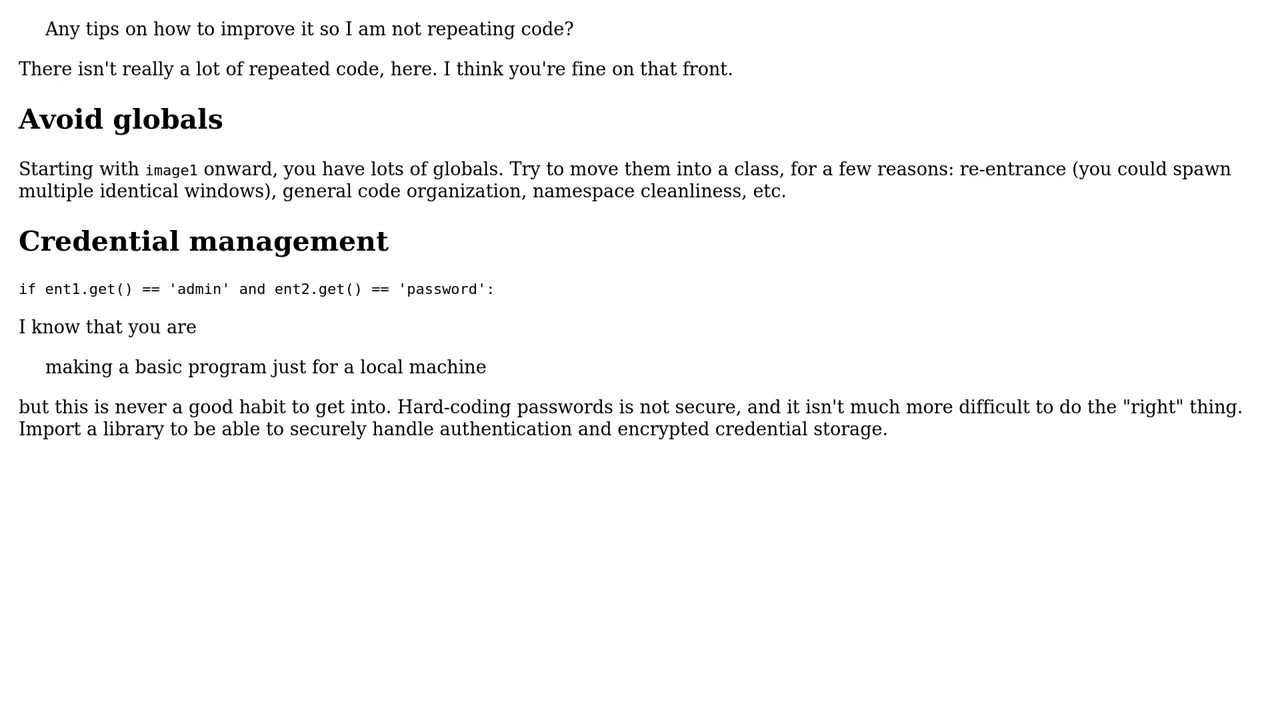 Any tips on how to improve it so I am not repeating code?
There isn't really a lot of repeated code, here. I think you're fine on that front.
Avoid globals
Starting with image1 onward, you have lots of globals. Try to move them into a class, for a few reasons: re-entrance (you could spawn
multiple identical windows), general code organization, namespace cleanliness, etc.
Credential management
if ent1.get() == 'admin' and ent2.get() == 'password':
I know that you are
making a basic program just for a local machine
but this is never a good habit to get into. Hard-coding passwords is not secure, and it isn't much more difficult to do the "right" thing.
Import a library to be able to securely handle authentication and encrypted credential storage.